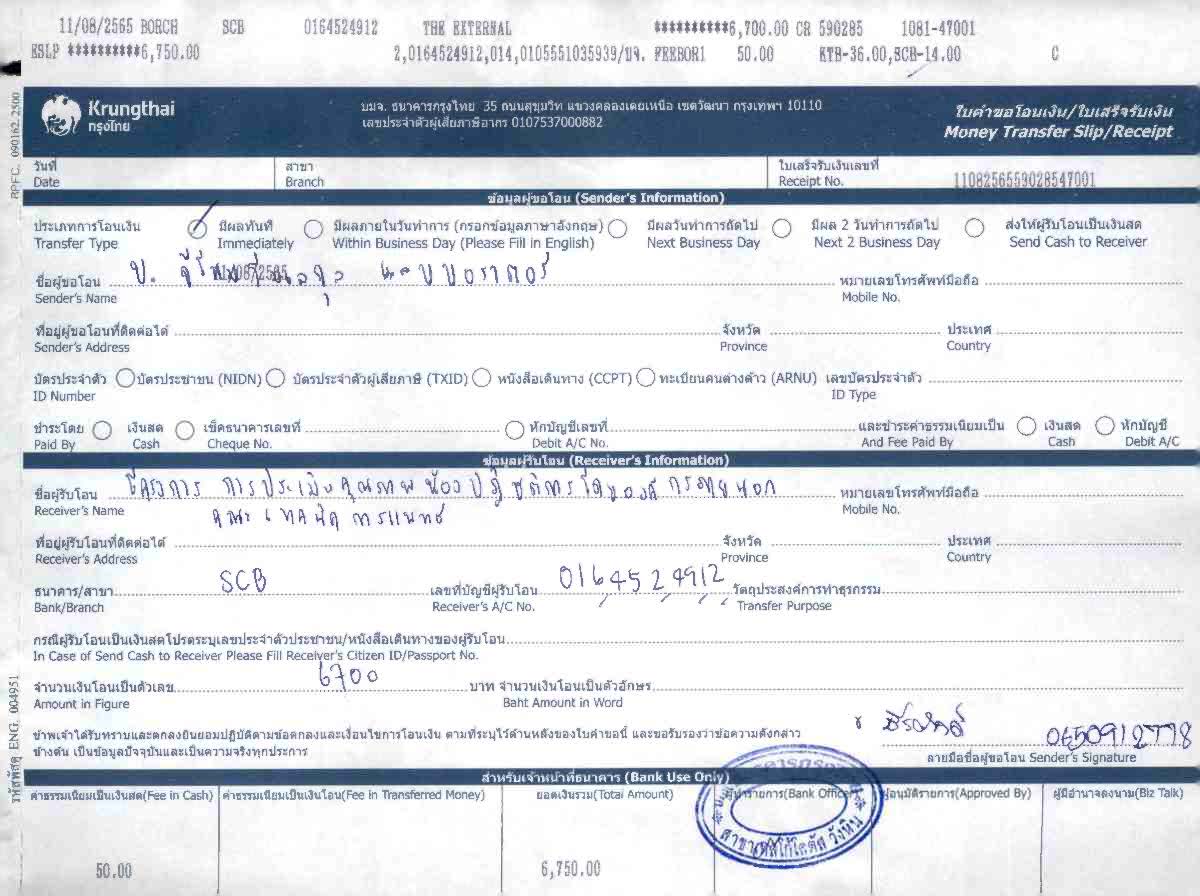 11/08/2565 BORCH SCB 0164524912 THE EXTERNAL **********6,700.00 CR 590285 1081-47001
KSLP **********6,750.00 2,0164524912,014,0105551035939/บจ. FEEBOR1 50.00 KTB-36.00,SCB-14.00 C
RPFC. 090162. 2500
Krungthai
กรุงไทย
บมจ. ธนาคารกรุงไทย 35 ถนนสุขุมวิท แขวงคลองเตยเหนือ เขตวัฒนา กรุงเทพฯ 10110
เลขประจำตัวผู้เสียภาษีอากร 0107537000882
ใบคำขอโอนเงิน/ใบเสร็จรับเงิน
Money Transfer Slip/Receipt
วันที่ สาขา ใบเสร็จรับเงินเลขที่
Date Branch Receipt No. 1108256559028547001
ข้อมูลผู้ขอโอน (Sender's Information)
ประเภทการโอนเงิน มีผลทันที มีผลภายในวันทำการ (กรอกข้อมูลภาษาอังกฤษ) มีผลวันทำการถัดไป มีผล 2 วันทำการถัดไป ส่งให้ผู้รับโอนเป็นเงินสด
Transfer Type Immediately Within Business Day (Please Fill in English) Next Business Day Next 2 Business Day Send Cash to Receiver
ชื่อผู้ขอโอน บ. หมายเลขโทรศัพท์มือถือ
Sender's Name Mobile No.
ที่อยู่ผู้ขอโอนที่ติดต่อได้ จังหวัด ประเทศ
Sender's Address Province Country
บัตรประจำตัว บัตรประชาชน (NIDN) บัตรประจำตัวผู้เสียภาษี (TXID) หนังสือเดินทาง (CCPT) ทะเบียนคนต่างด้าว (ARNU) เลขบัตรประจำตัว
ID Number ID Type
ชำระโดย เงินสด เช็คธนาคารเลขที่ หักบัญชีเลขที่ และชำระค่าธรรมเนียมเป็น เงินสด หักบัญชี
Paid By Cash Cheque No. Debit A/C No. And Fee Paid By Cash Debit A/C
ข้อมูลผู้รับโอน (Receiver's Information)
ชื่อผู้รับโอน โครงการ การประเมินคุณภาพห้องปฏิบัติการโดยองค์กรภายนอก หมายเลขโทรศัพท์มือถือ
Receiver's Name คณะเทคนิคการแพทย์ Mobile No.
ที่อยู่ผู้รับโอนที่ติดต่อได้ จังหวัด ประเทศ
Receiver's Address Province Country
ธนาคาร/สาขา SCB เลขที่บัญชีผู้รับโอน 0164524912 วัตถุประสงค์การทำธุรกรรม
Bank/Branch Receiver's A/C No. Transfer Purpose
กรณีผู้รับโอนเป็นเงินสดโปรดระบุเลขประจำตัวประชาชน/หนังสือเดินทางของผู้รับโอน
In Case of Send Cash to Receiver Please Fill Receiver's Citizen ID/Passport No.
จำนวนเงินโอนเป็นตัวเลข 6700 บาท จำนวนเงินโอนเป็นตัวอักษร
Amount in Figure Baht Amount in Word
รหัสพัสดุ ENG. 004951
ข้าพเจ้าได้รับทราบและตกลงยินยอมปฏิบัติตามข้อตกลงและเงื่อนไขการโอนเงิน ตามที่ระบุไว้ด้านหลังของใบคำขอนี้ และขอรับรองว่าข้อความดังกล่าว
ข้างต้น เป็นข้อมูลปัจจุบันและเป็นความจริงทุกประการ
ลายมือชื่อผู้ขอโอน Sender's Signature
สำหรับเจ้าหน้าที่ธนาคาร (Bank Use Only)
ค่าธรรมเนียมเป็นเงินสด(Fee in Cash) ค่าธรรมเนียมเป็นเงินโอน(Fee in Transferred Money) ยอดเงินรวม(Total Amount) ผู้ทำรายการ(Bank Officer) ผู้อนุมัติรายการ(Approved By) ผู้มีอำนาจลงนาม(Biz Talk)
สาขาเทสโก้โลตัส วังหิน
50.00 6,750.00